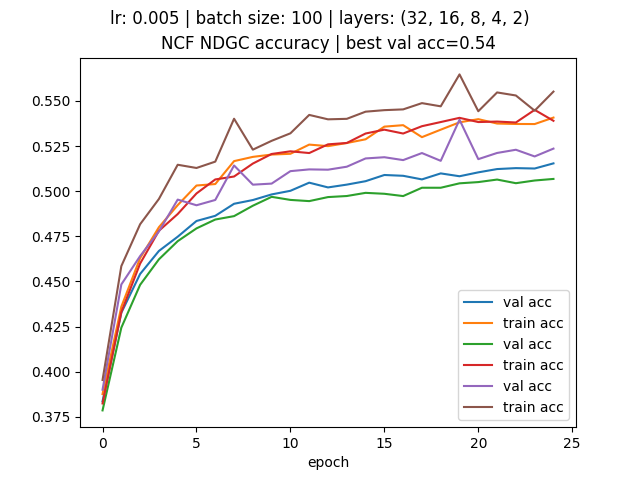 lr: 0.005 | batch size: 100 | layers: (32, 16, 8, 4, 2)
NCF NDGC accuracy | best val acc=0.54
0.550
0.525
0.500
0.475
0.450
0.425
0.400
0.375
val acc
train acc
val acc
train acc
val acc
train acc
0 5 10 15 20 25
epoch